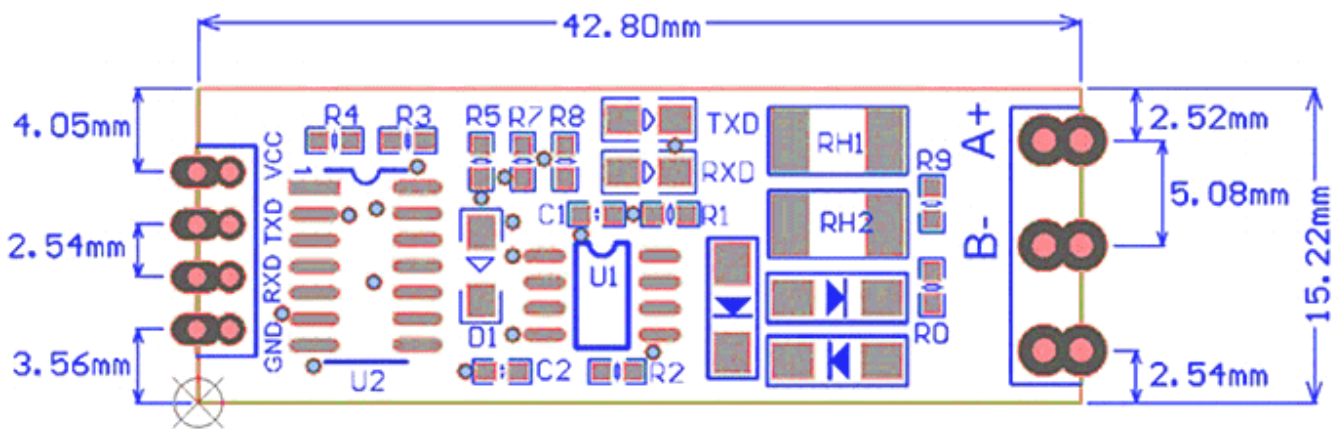 42.80mm
4.05mm
2.54mm
3.56mm
VCC
TXD
RXD
GND
1
R4
R3
U2
R5
R7
R8
C1
R1
U1
D1
C2
R2
TXD
RXD
RH1
RH2
R9
R0
A+
B-
2.52mm
5.08mm
15.22mm
2.54mm